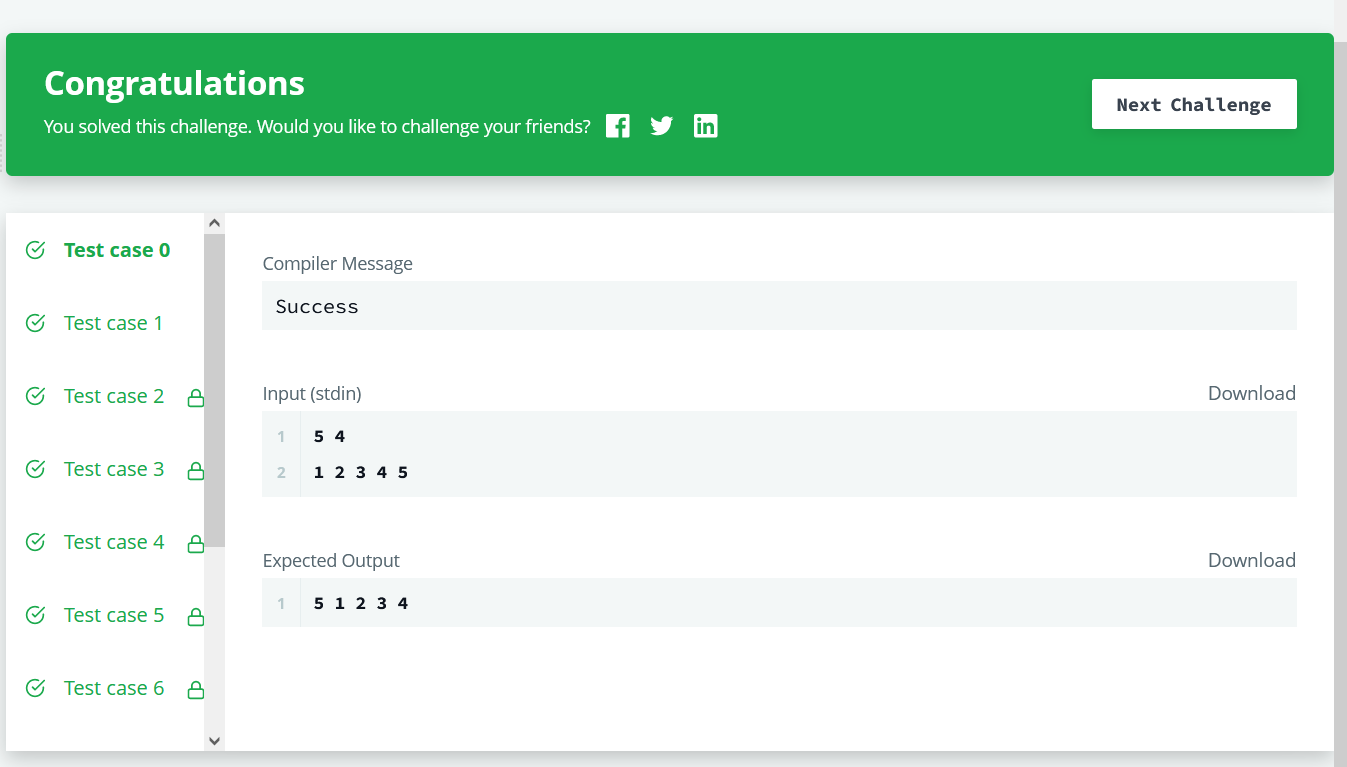 Congratulations
You solved this challenge. Would you like to challenge your friends?
Next Challenge
Test case 0
Test case 1
Test case 2
Test case 3
Test case 4
Test case 5
Test case 6
Compiler Message
Success
Input (stdin)
Download
1 5 4
2 1 2 3 4 5
Expected Output
Download
1 5 1 2 3 4